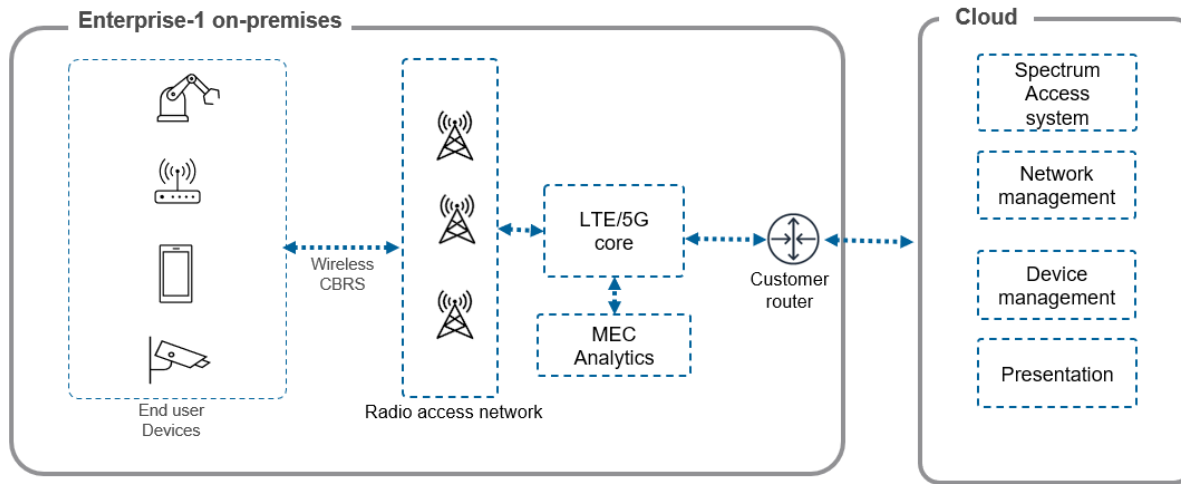 Enterprise-1 on-premises
Cloud
End user
Devices
Wireless
CBRS
Radio access network
LTE/5G
core
MEC
Analytics
Customer
router
Spectrum
Access
system
Network
management
Device
management
Presentation